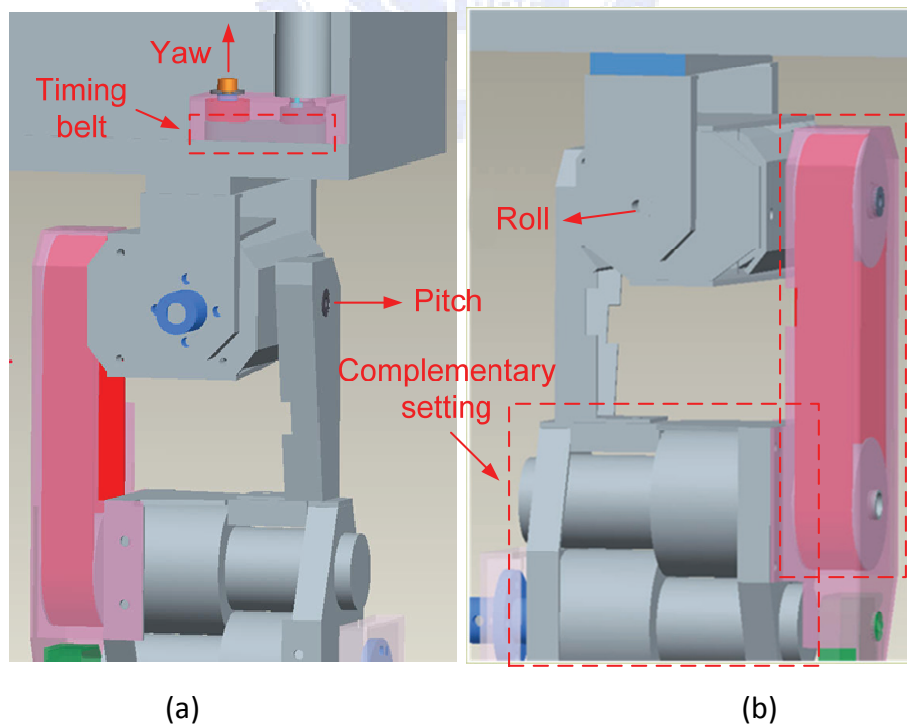 Yaw
Timing
belt
Pitch
Roll
Complementary
setting
(a)
(b)